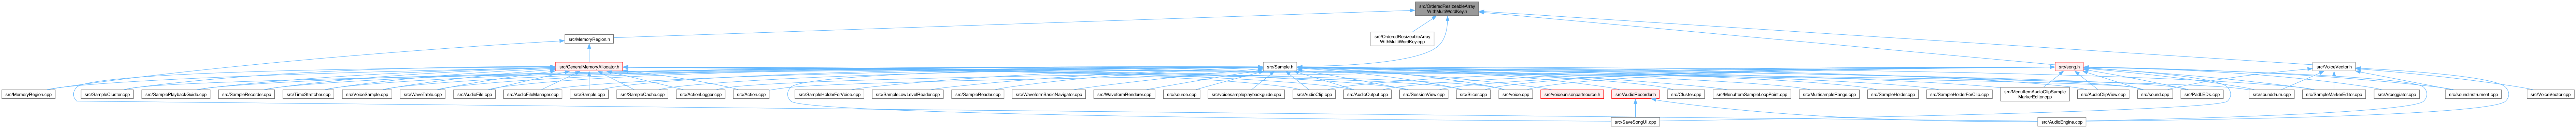 src/OrderedResizeableArray
WithMultiWordKey.h
src/MemoryRegion.h
src/OrderedResizeableArray
WithMultiWordKey.cpp
src/GeneralMemoryAllocator.h
src/Sample.h
src/song.h
src/VoiceVector.h
src/MemoryRegion.cpp
src/SampleCluster.cpp
src/SamplePlaybackGuide.cpp
src/SampleRecorder.cpp
src/TimeStretcher.cpp
src/VoiceSample.cpp
src/WaveTable.cpp
src/AudioFile.cpp
src/AudioFileManager.cpp
src/Sample.cpp
src/SampleCache.cpp
src/ActionLogger.cpp
src/Action.cpp
src/SampleHolderForVoice.cpp
src/SampleLowLevelReader.cpp
src/SampleReader.cpp
src/WaveformBasicNavigator.cpp
src/WaveformRenderer.cpp
src/source.cpp
src/voicesampleplaybackguide.cpp
src/AudioClip.cpp
src/AudioOutput.cpp
src/SessionView.cpp
src/Slicer.cpp
src/voice.cpp
src/voiceunisonpartsource.h
src/AudioRecorder.h
src/Cluster.cpp
src/MenuItemSampleLoopPoint.cpp
src/MultisampleRange.cpp
src/SampleHolder.cpp
src/SampleHolderForClip.cpp
src/MenuItemAudioClipSample
MarkerEditor.cpp
src/AudioClipView.cpp
src/sound.cpp
src/PadLEDs.cpp
src/sounddrum.cpp
src/SampleMarkerEditor.cpp
src/Arpeggiator.cpp
src/soundinstrument.cpp
src/VoiceVector.cpp
src/SaveSongUI.cpp
src/AudioEngine.cpp